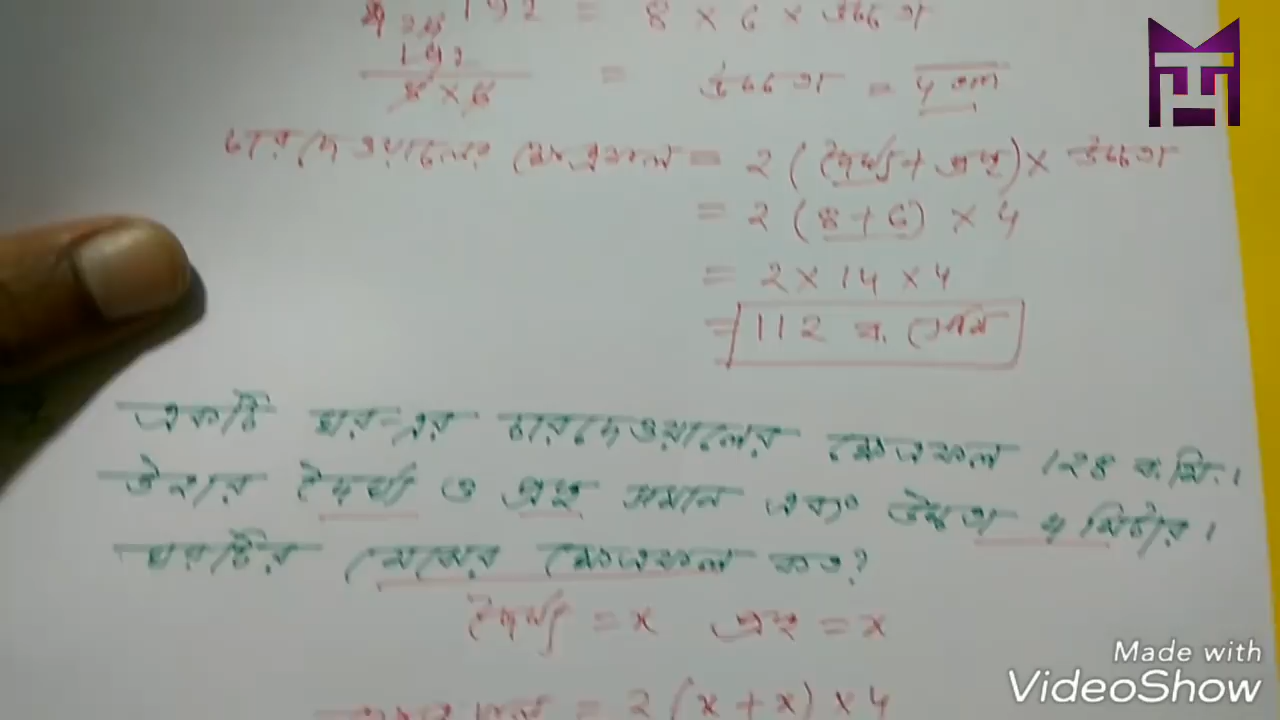 192 = 8 × 6 × উচ্চতা
192 / 8 × 6 = উচ্চতা = 4 সেমি
চারদেওয়ালের ক্ষেত্রফল = 2 (দৈর্ঘ্য + প্রস্থ) × উচ্চতা
= 2 (8 + 6) × 4
= 2 × 14 × 4
= 112 ব. সেমি
একটি ঘর-এর চারদেওয়ালের ক্ষেত্রফল 128 ব.মি.।
উহার দৈর্ঘ্য ও প্রস্থ সমান এবং উচ্চতা 4 মিটার।
ঘরটির মেঝের ক্ষেত্রফল কত?
দৈর্ঘ্য = x প্রস্থ = x
= 2 (x + x) × 4
Made with
VideoShow